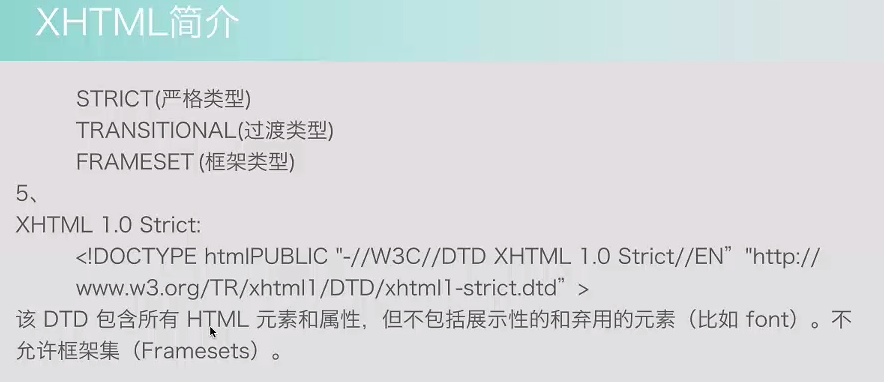 XHTML简介
STRICT(严格类型)
TRANSITIONAL(过渡类型)
FRAMESET (框架类型)
5、
XHTML 1.0 Strict:
<!DOCTYPE htmlPUBLIC "-//W3C//DTD XHTML 1.0 Strict//EN” "http://
www.w3.org/TR/xhtml1/DTD/xhtml1-strict.dtd” >
该 DTD 包含所有 HTML 元素和属性，但不包括展示性的和弃用的元素（比如 font）。不
允许框架集（Framesets）。